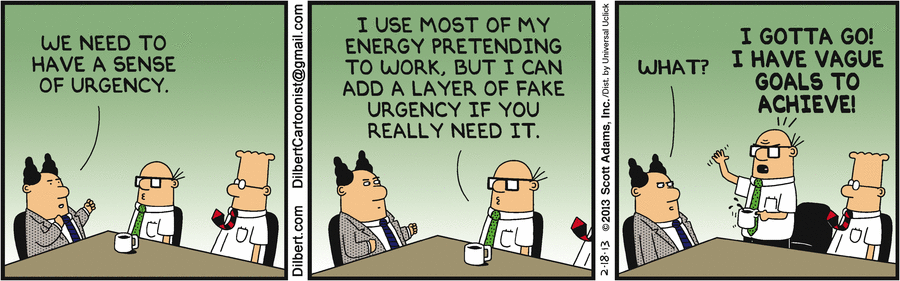 WE NEED TO
HAVE A SENSE
OF URGENCY.
Dilbert.com DilbertCartoonist@gmail.com
I USE MOST OF MY
ENERGY PRETENDING
TO WORK, BUT I CAN
ADD A LAYER OF FAKE
URGENCY IF YOU
REALLY NEED IT.
2-18-13 © 2013 Scott Adams, Inc. /Dist. by Universal Uclick
WHAT?
I GOTTA GO!
I HAVE VAGUE
GOALS TO
ACHIEVE!